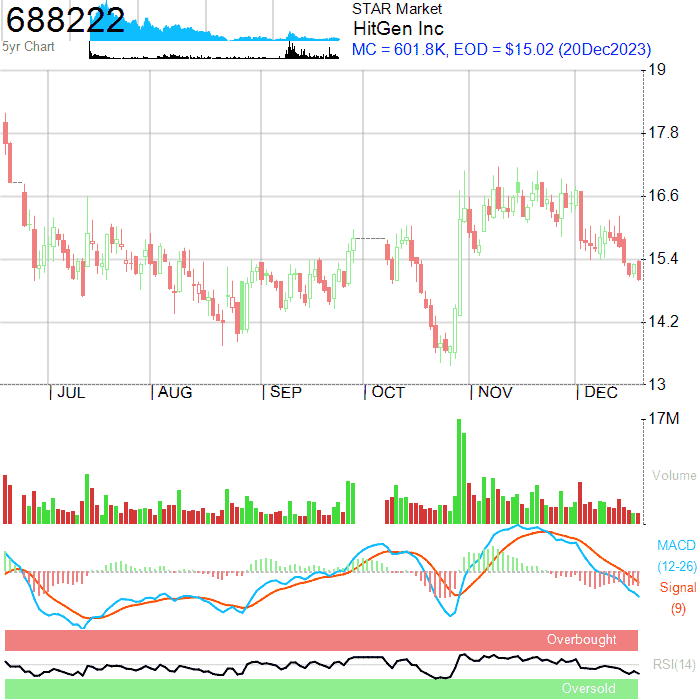 688222
5yr Chart
STAR Market
HitGen Inc
MC = 601.8K, EOD = $15.02 (20Dec2023)
19
17.8
16.6
15.4
14.2
13
JUL AUG SEP OCT NOV DEC
17M
Volume
MACD
(12-26)
Signal
(9)
Overbought
RSI(14)
Oversold